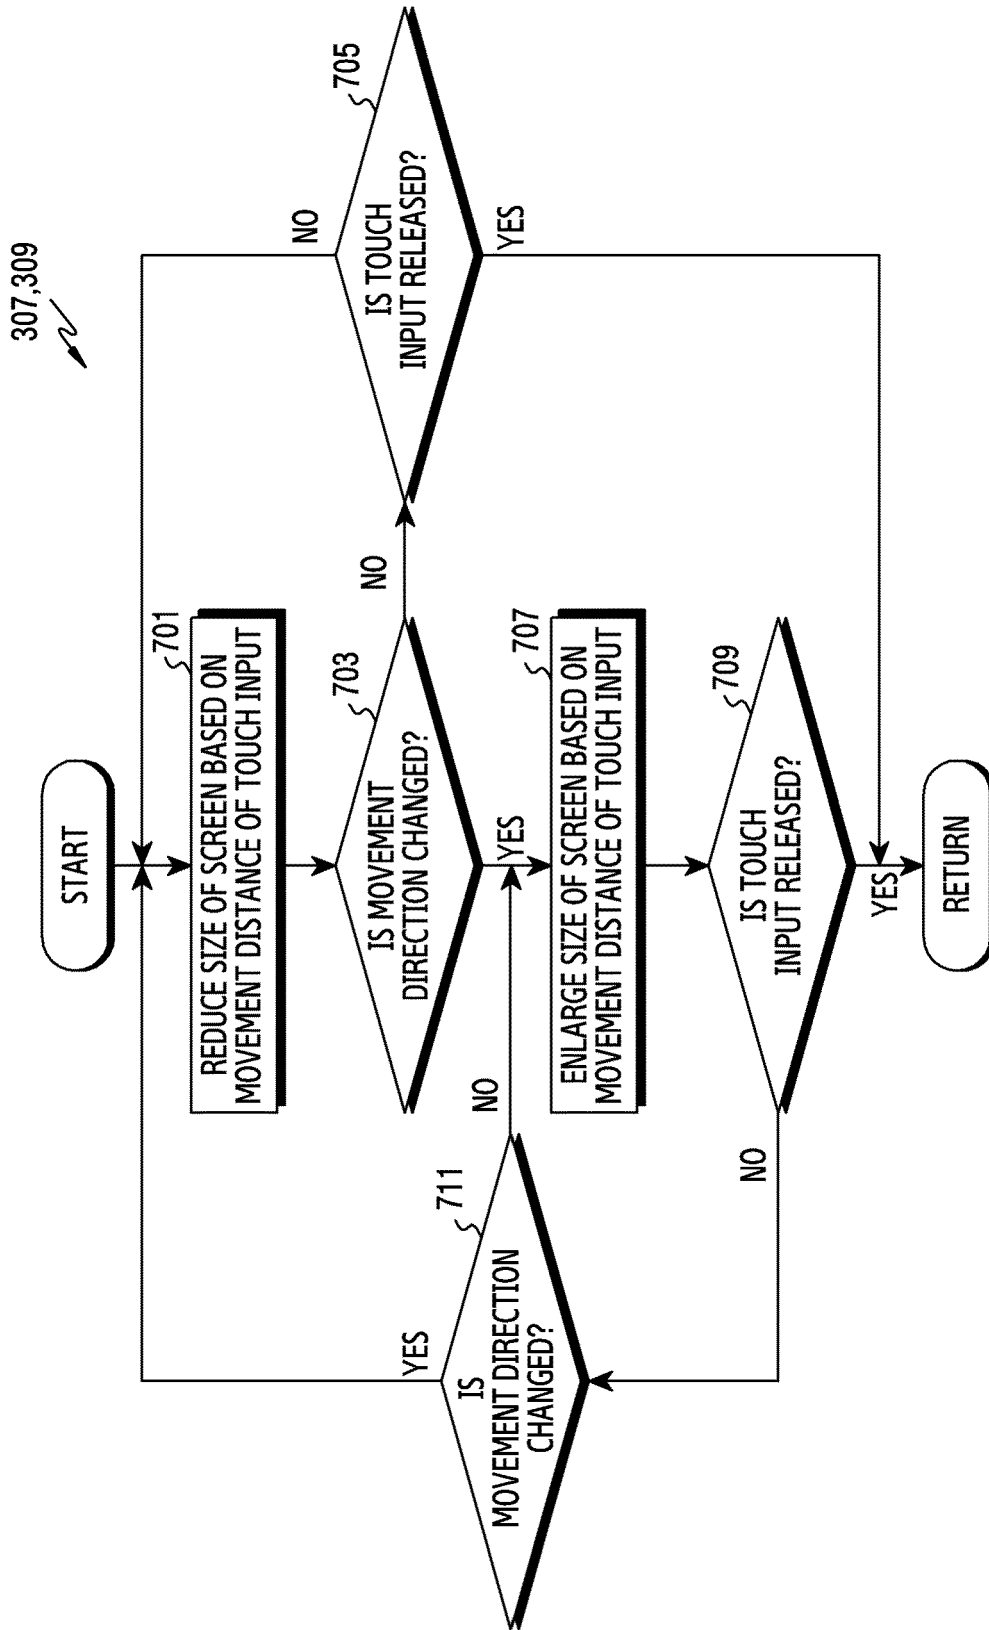 307,309
START
701
REDUCE SIZE OF SCREEN BASED ON
MOVEMENT DISTANCE OF TOUCH INPUT
703
IS MOVEMENT
DIRECTION CHANGED?
NO
YES
705
IS TOUCH
INPUT RELEASED?
NO
YES
707
ENLARGE SIZE OF SCREEN BASED ON
MOVEMENT DISTANCE OF TOUCH INPUT
709
IS TOUCH
INPUT RELEASED?
NO
YES
711
IS
MOVEMENT DIRECTION
CHANGED?
YES
NO
RETURN